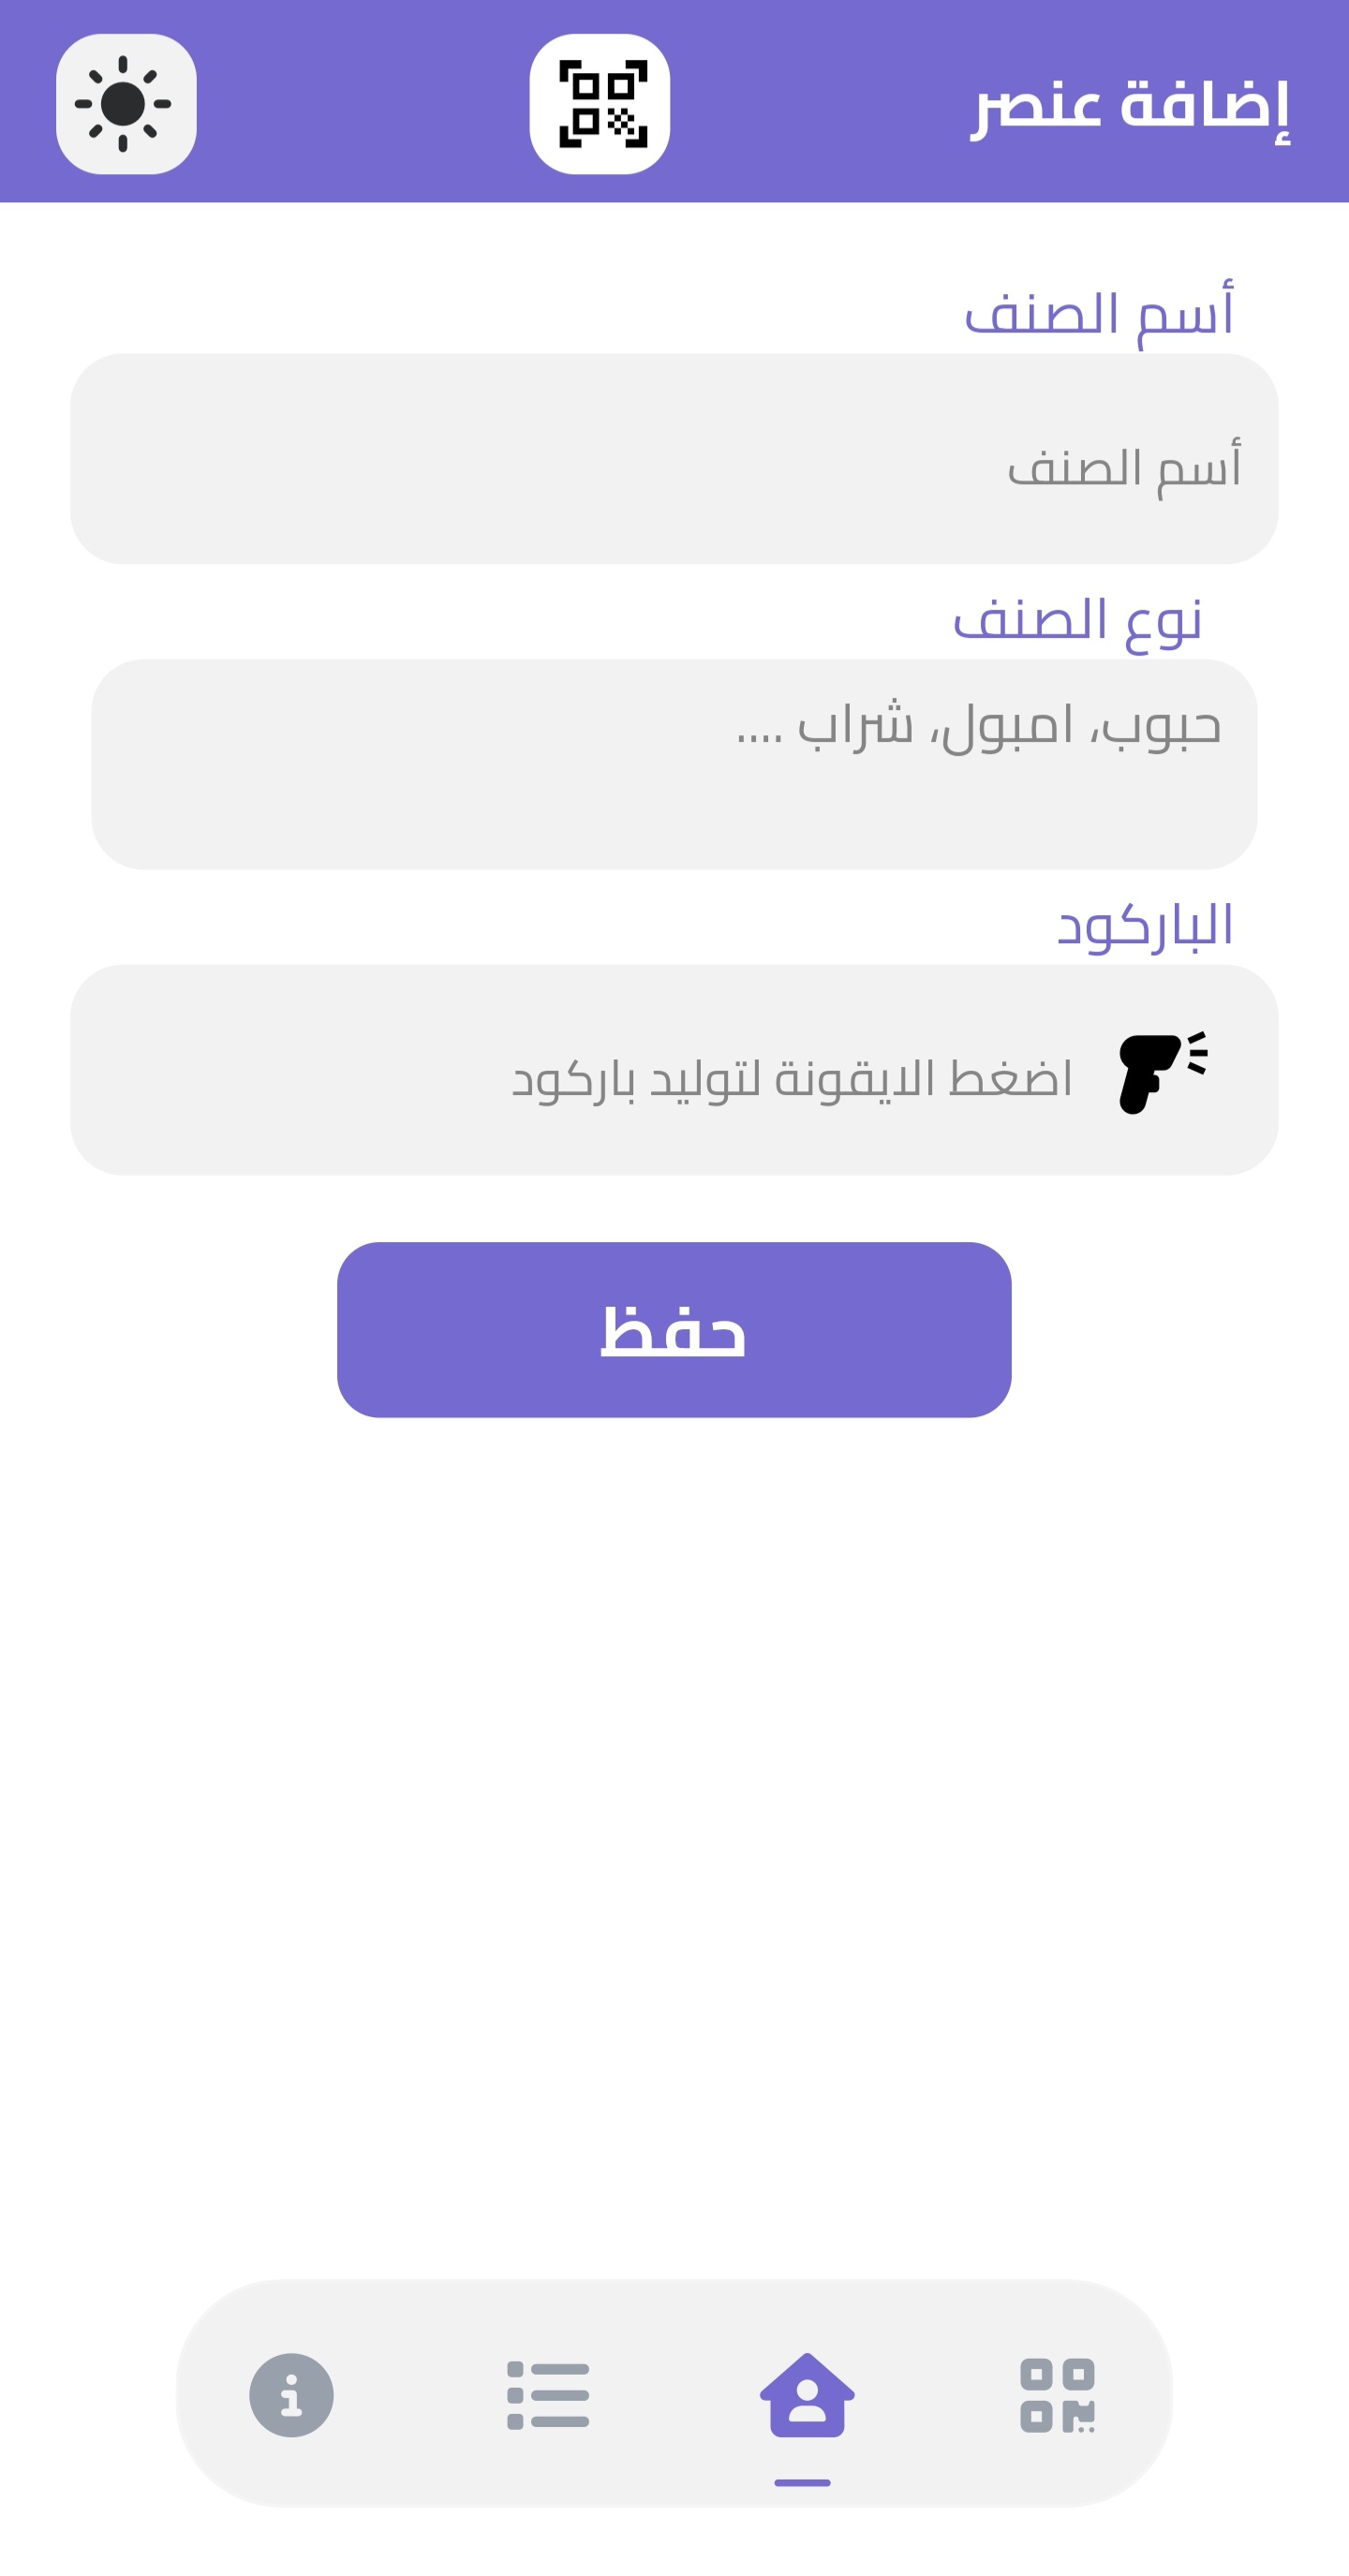 إضافة عنصر
أسم الصنف
أسم الصنف
نوع الصنف
حبوب، امبول، شراب ....
الباركود
اضغط الايقونة لتوليد باركود
حفظ